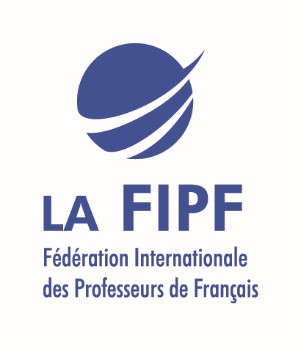 LA FIPF
Fédération Internationale
des Professeurs de Français